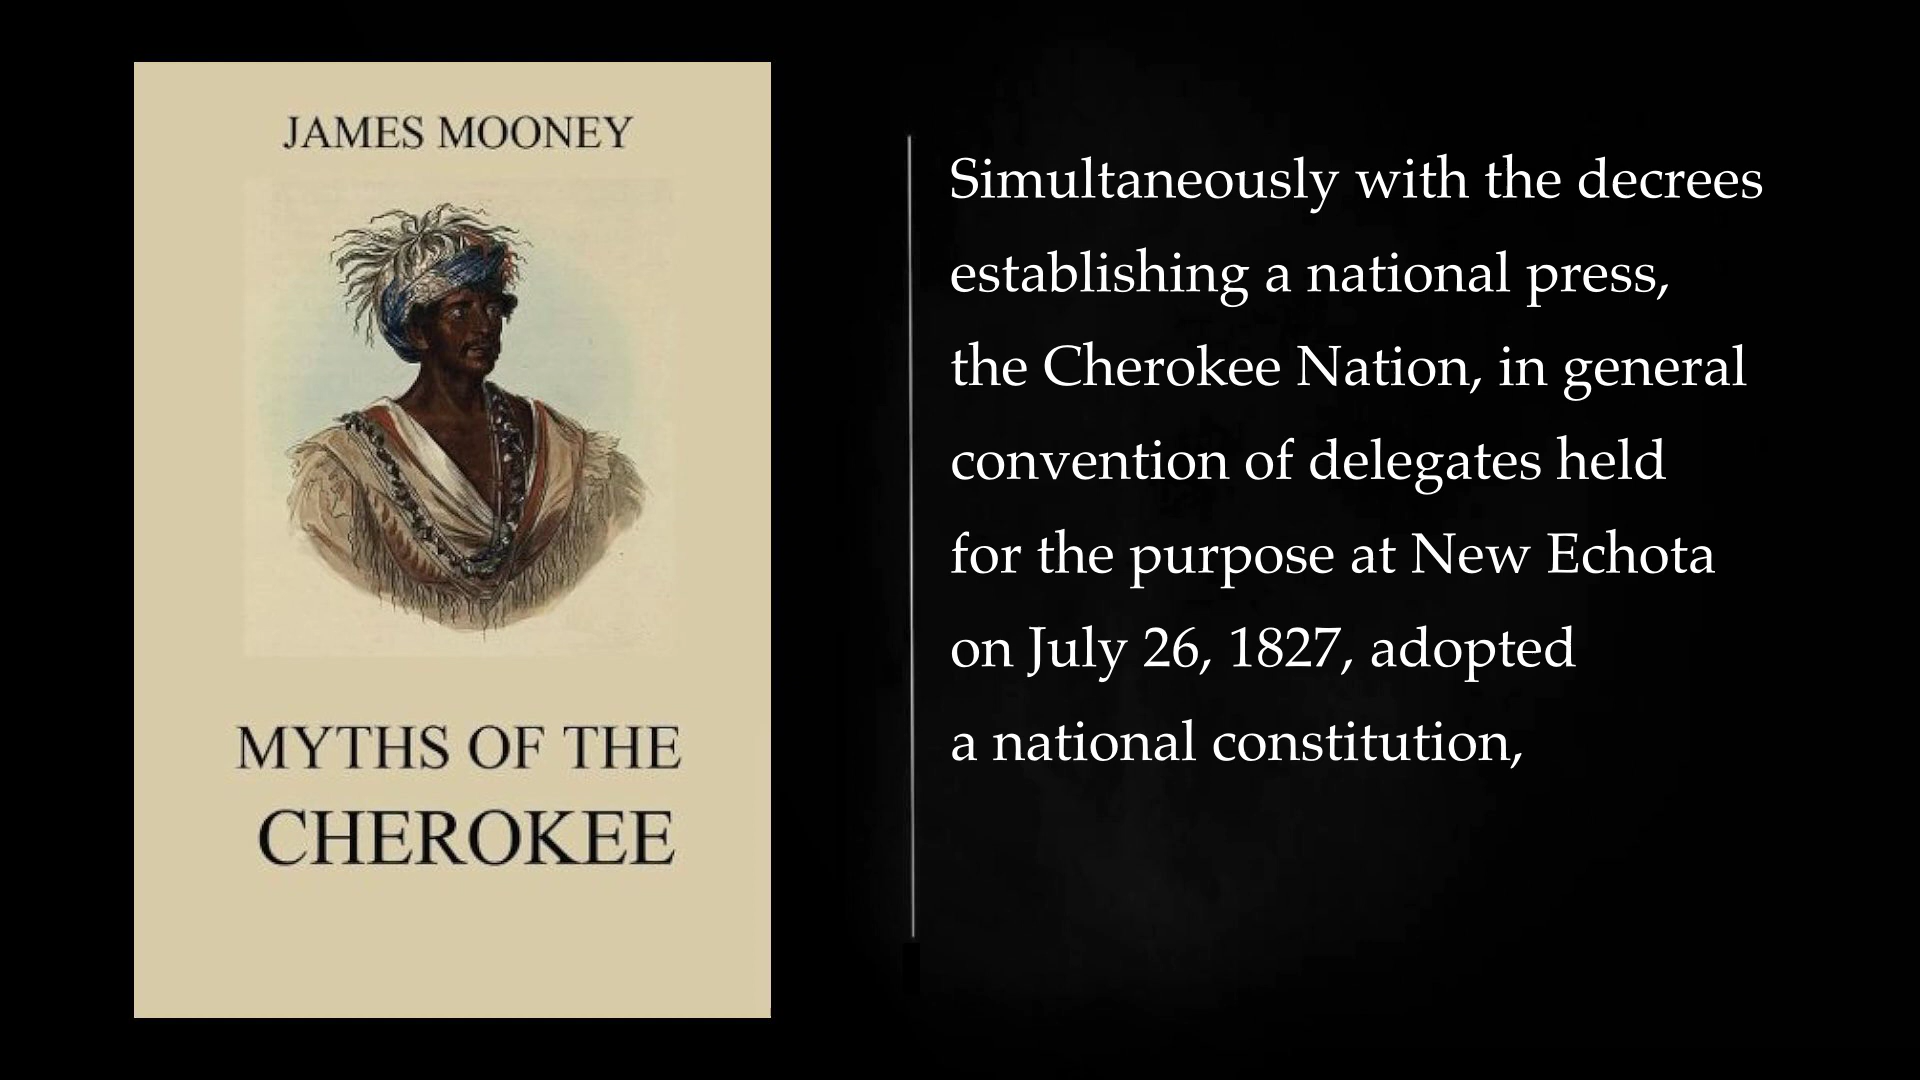 JAMES MOONEY
MYTHS OF THE
CHEROKEE
Simultaneously with the decrees
establishing a national press,
the Cherokee Nation, in general
convention of delegates held
for the purpose at New Echota
on July 26, 1827, adopted
a national constitution,